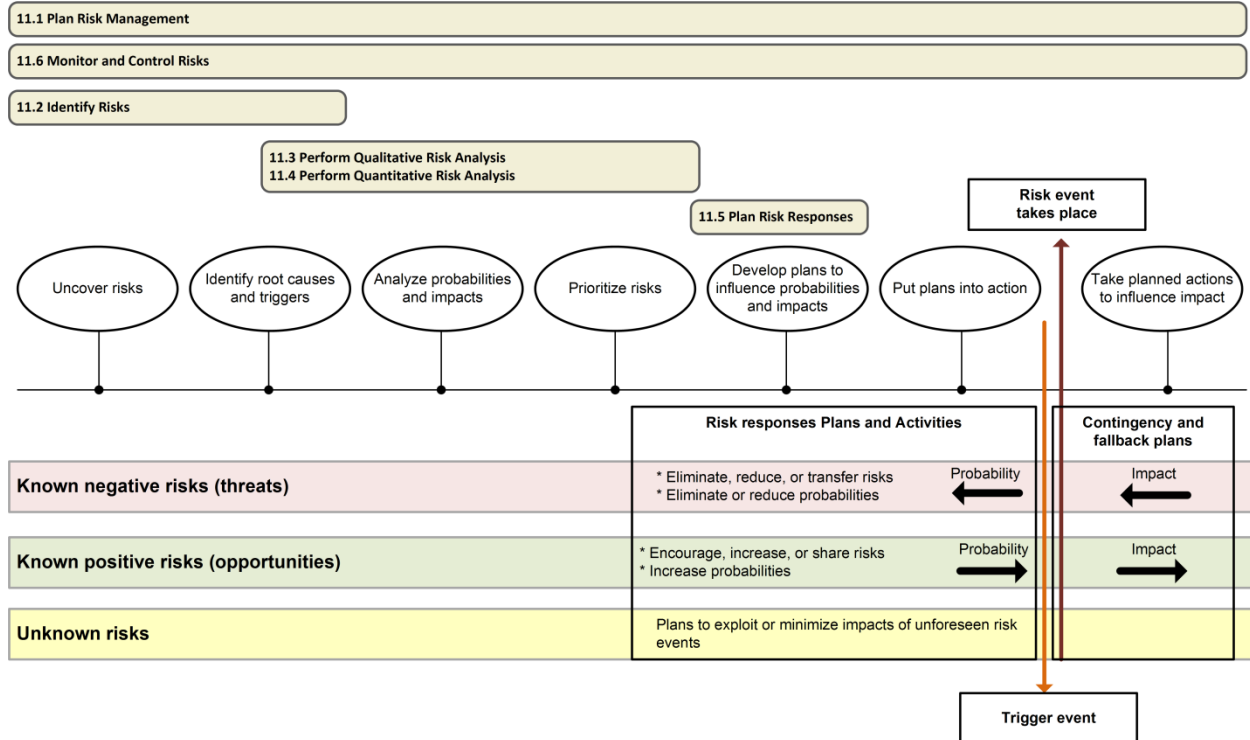 11.1 Plan Risk Management
11.6 Monitor and Control Risks
11.2 Identify Risks
11.3 Perform Qualitative Risk Analysis
11.4 Perform Quantitative Risk Analysis
11.5 Plan Risk Responses
Risk event
takes place
Uncover risks
Identify root causes
and triggers
Analyze probabilities
and impacts
Prioritize risks
Develop plans to
influence probabilities
and impacts
Put plans into action
Take planned actions
to influence impact
Risk responses Plans and Activities
Contingency and
fallback plans
Known negative risks (threats)
* Eliminate, reduce, or transfer risks
* Eliminate or reduce probabilities
Probability
Impact
Known positive risks (opportunities)
* Encourage, increase, or share risks
* Increase probabilities
Probability
Impact
Unknown risks
Plans to exploit or minimize impacts of unforeseen risk
events
Trigger event